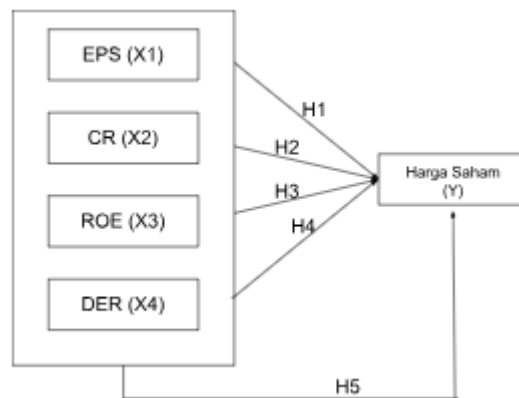 EPS (X1)
H1
CR (X2)
H2
Harga Saham
(Y)
H3
ROE (X3)
H4
DER (X4)
H5